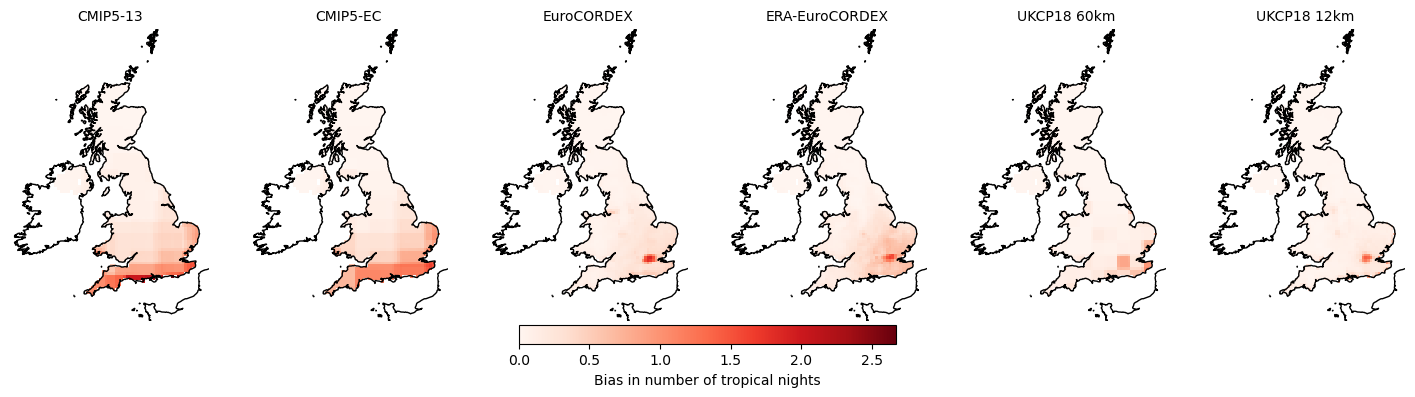 CMIP5-13
CMIP5-EC
EuroCORDEX
ERA-EuroCORDEX
UKCP18 60km
UKCP18 12km
0.0 0.5 1.0 1.5 2.0 2.5
Bias in number of tropical nights